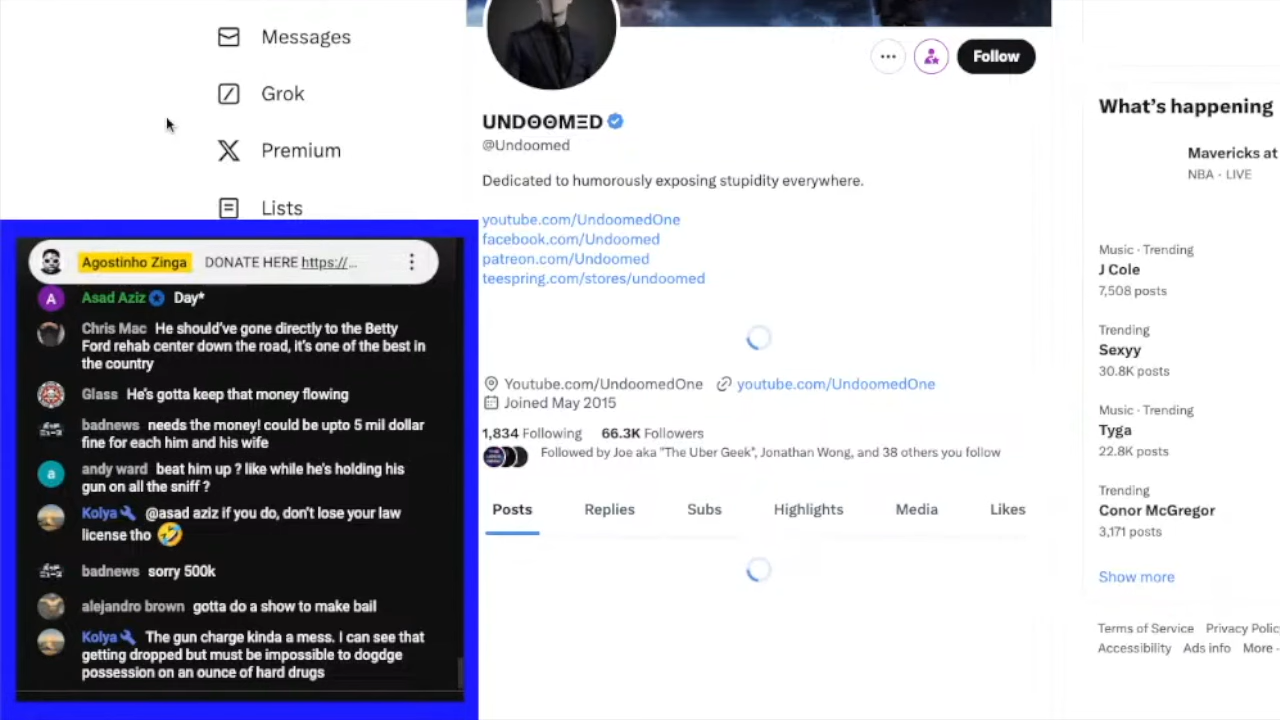 Messages
Grok
Premium
Lists
Follow
UNDΘΘMΞD
@Undoomed
Dedicated to humorously exposing stupidity everywhere.
youtube.com/UndoomedOne
facebook.com/Undoomed
patreon.com/Undoomed
teespring.com/stores/undoomed
Youtube.com/UndoomedOne youtube.com/UndoomedOne
Joined May 2015
1,834 Following 66.3K Followers
Followed by Joe aka "The Uber Geek", Jonathan Wong, and 38 others you follow
Posts Replies Subs Highlights Media Likes
What's happening
Mavericks at
NBA · LIVE
Music · Trending
J Cole
7,508 posts
Trending
Sexyy
30.8K posts
Music · Trending
Tyga
22.8K posts
Trending
Conor McGregor
3,171 posts
Show more
Terms of Service Privacy Polic
Accessibility Ads info More
Agostinho Zinga DONATE HERE https://...
A Asad Aziz Day*
Chris Mac He should've gone directly to the Betty
Ford rehab center down the road, it's one of the best in
the country
Glass He's gotta keep that money flowing
badnews needs the money! could be upto 5 mil dollar
fine for each him and his wife
a andy ward beat him up ? like while he's holding his
gun on all the sniff ?
Kolya @asad aziz if you do, don't lose your law
license tho 🤣
badnews sorry 500k
alejandro brown gotta do a show to make bail
Kolya The gun charge kinda a mess. I can see that
getting dropped but must be impossible to dogdge
possession on an ounce of hard drugs